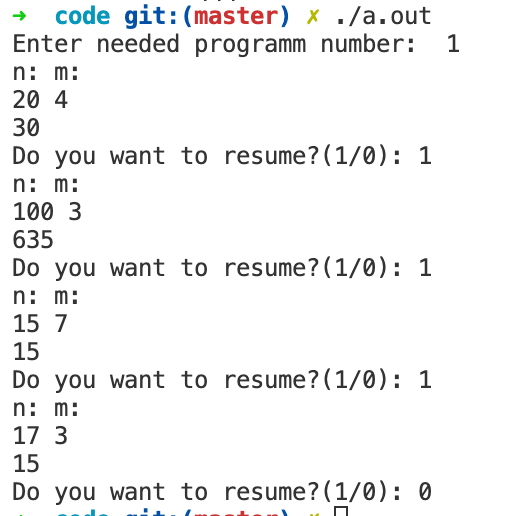 ➜  code git:(master) ✗ ./a.out
Enter needed programm number:  1
n: m:
20 4
30
Do you want to resume?(1/0): 1
n: m:
100 3
635
Do you want to resume?(1/0): 1
n: m:
15 7
15
Do you want to resume?(1/0): 1
n: m:
17 3
15
Do you want to resume?(1/0): 0
➜  code git:(master) ✗